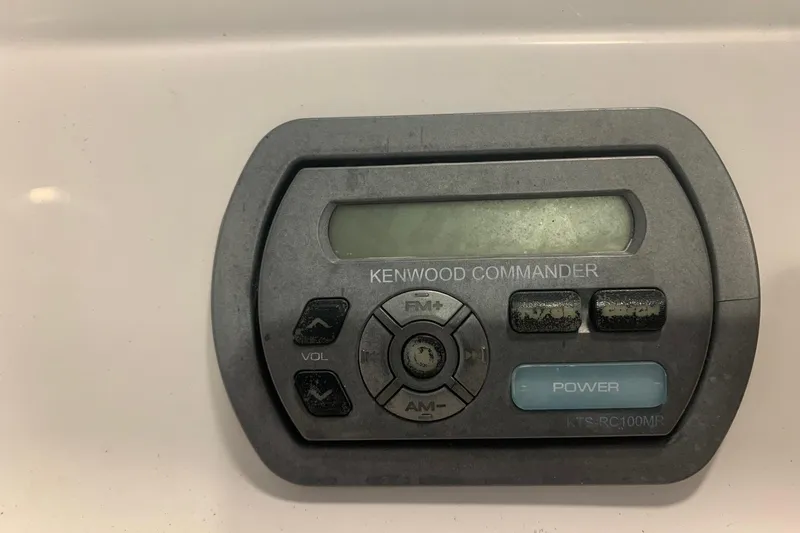 KENWOOD COMMANDER
FM+
VOL
AM-
POWER
KTS-RC100MR